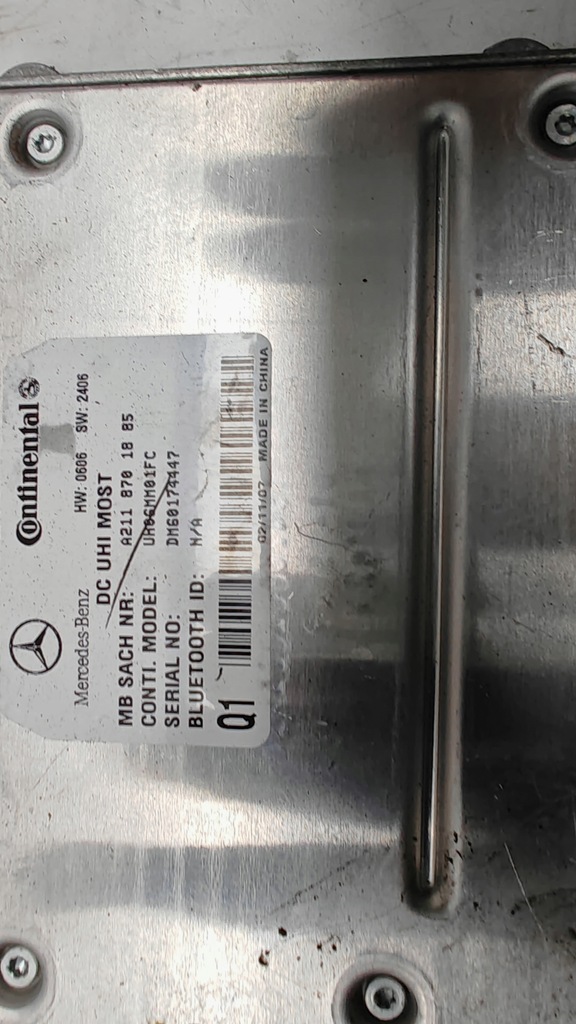 Mercedes-Benz
Continental
HW: 0606 SW: 2406
DC UHI MOST
MB SACH NR: A211 870 18 85
CONTI. MODEL: UR06MM01FC
SERIAL NO: DM60174447
BLUETOOTH ID: N/A
Q1
02/11/07 MADE IN CHINA